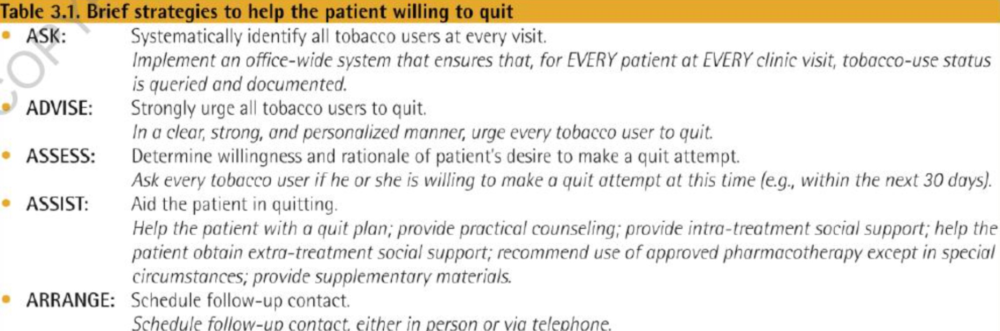 Table 3.1. Brief strategies to help the patient willing to quit
• ASK: Systematically identify all tobacco users at every visit.
Implement an office-wide system that ensures that, for EVERY patient at EVERY clinic visit, tobacco-use status
is queried and documented.
• ADVISE: Strongly urge all tobacco users to quit.
In a clear, strong, and personalized manner, urge every tobacco user to quit.
• ASSESS: Determine willingness and rationale of patient's desire to make a quit attempt.
Ask every tobacco user if he or she is willing to make a quit attempt at this time (e.g., within the next 30 days).
• ASSIST: Aid the patient in quitting.
Help the patient with a quit plan; provide practical counseling; provide intra-treatment social support; help the
patient obtain extra-treatment social support; recommend use of approved pharmacotherapy except in special
circumstances; provide supplementary materials.
• ARRANGE: Schedule follow-up contact.
Schedule follow-up contact, either in person or via telephone.
COPY